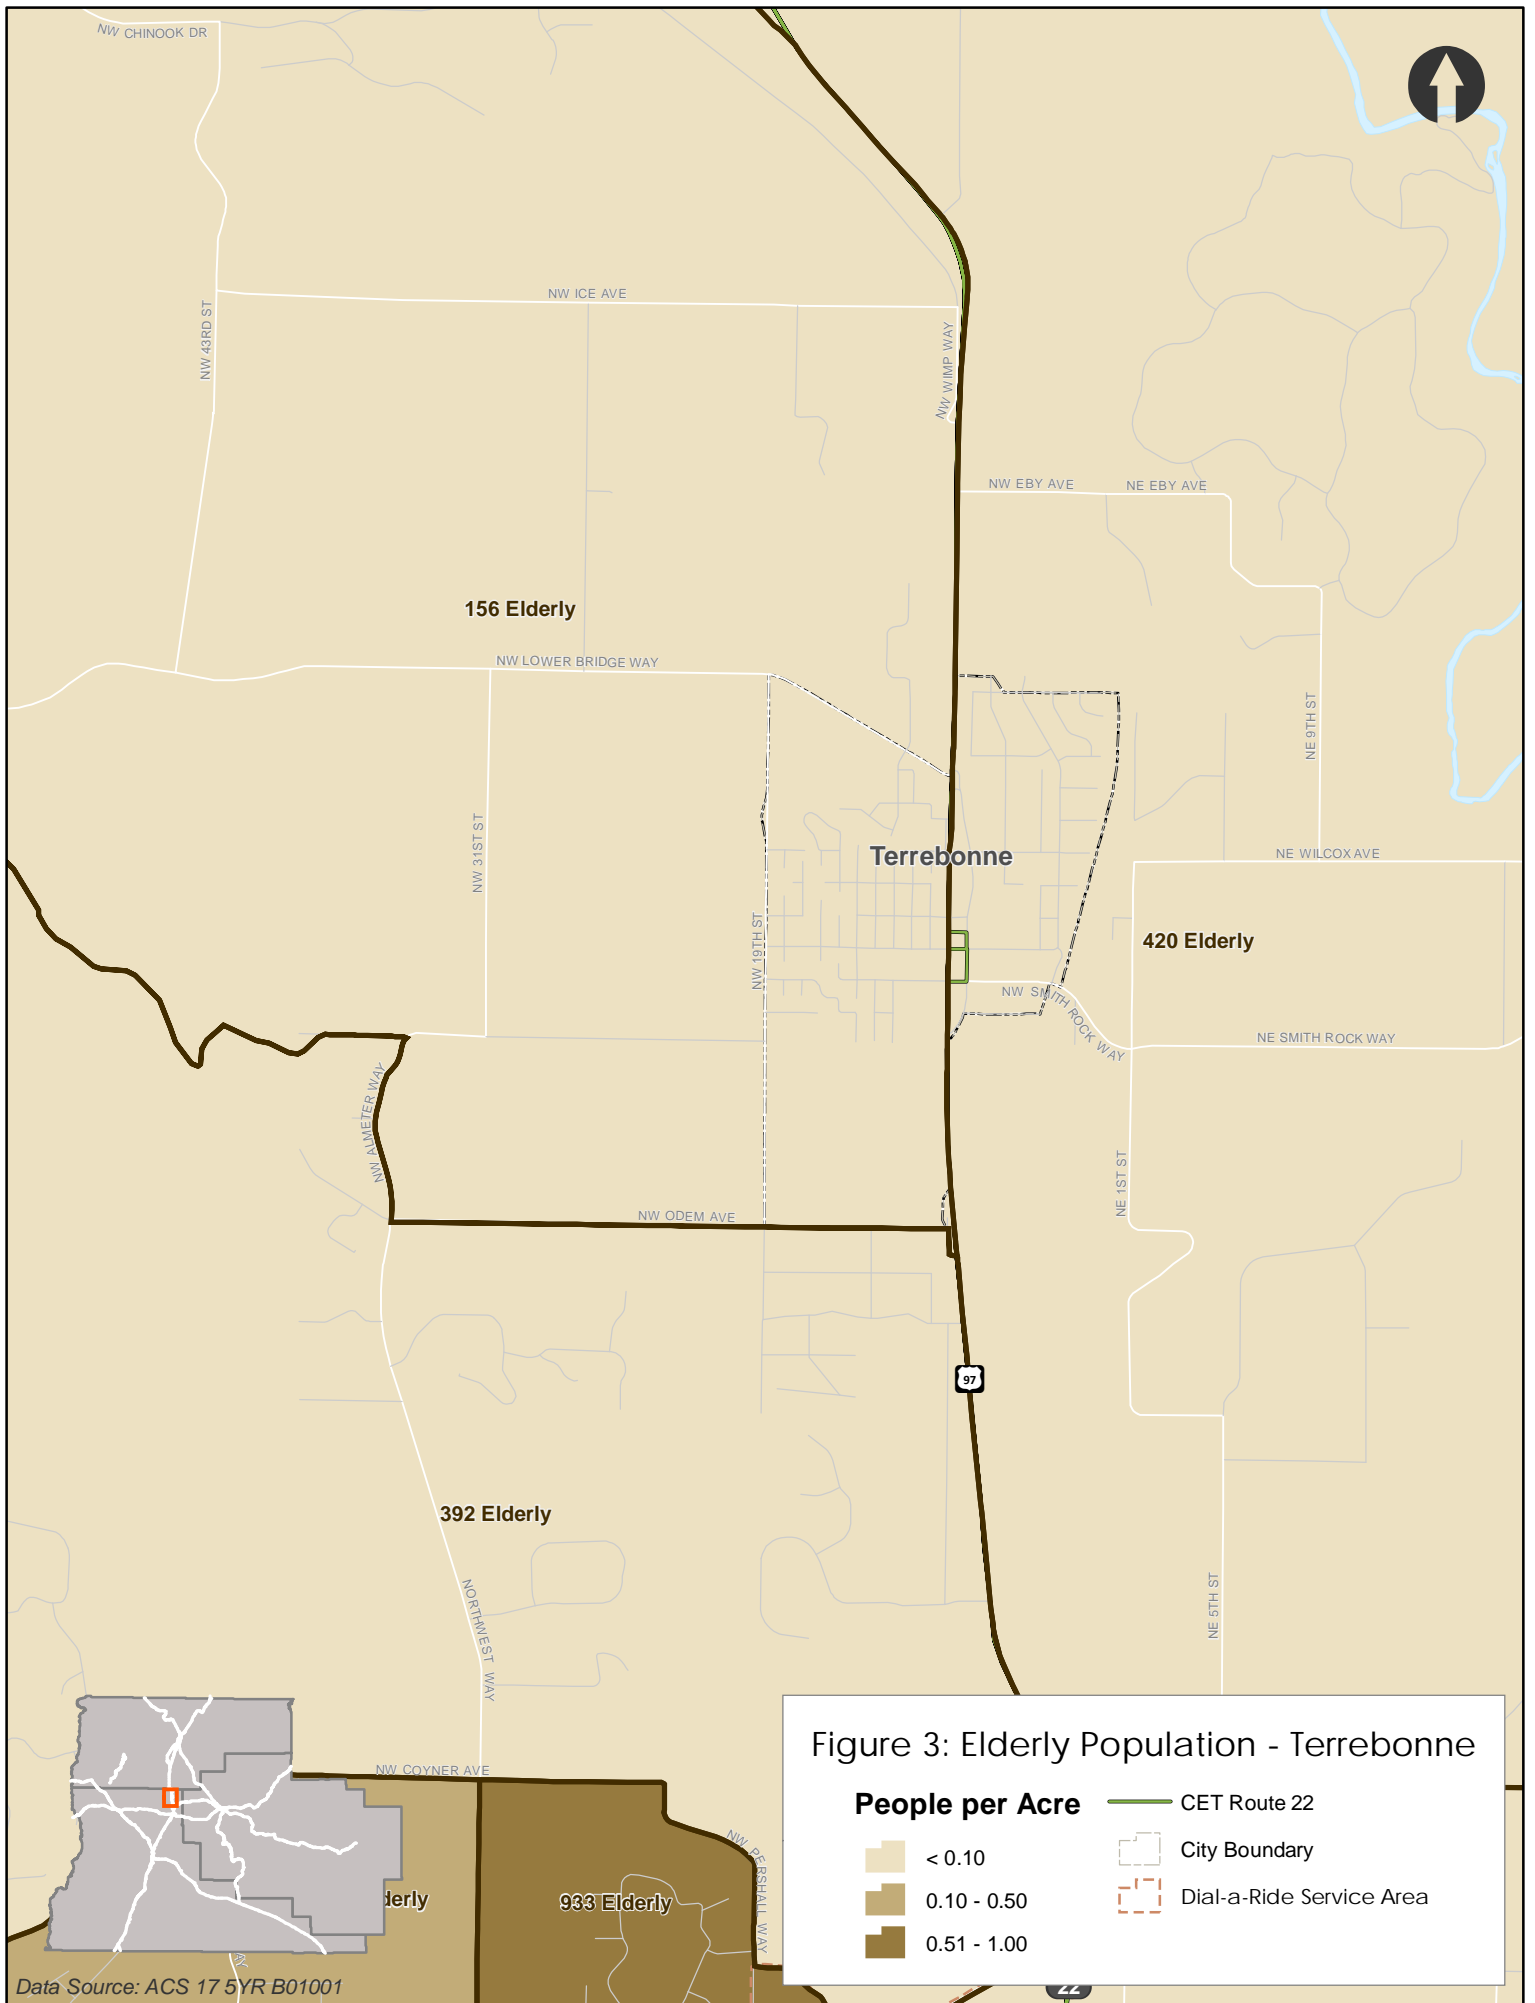 NW CHINOOK DR
NW ICE AVE
NW 43RD ST
NW WIMP WAY
NW EBY AVE
NE EBY AVE
156 Elderly
NW LOWER BRIDGE WAY
NE 9TH ST
NW 31ST ST
Terrebonne
NE WILCOX AVE
NW 19TH ST
420 Elderly
NW SMITH ROCK WAY
NE SMITH ROCK WAY
NW ALMETER WAY
NE 1ST ST
NW ODEM AVE
97
392 Elderly
NORTHWEST WAY
NE 5TH ST
NW COYNER AVE
NW PERSHALL WAY
derly
933 Elderly
AY
22
Figure 3: Elderly Population - Terrebonne
People per Acre
< 0.10
0.10 - 0.50
0.51 - 1.00
CET Route 22
City Boundary
Dial-a-Ride Service Area
Data Source: ACS 17 5YR B01001